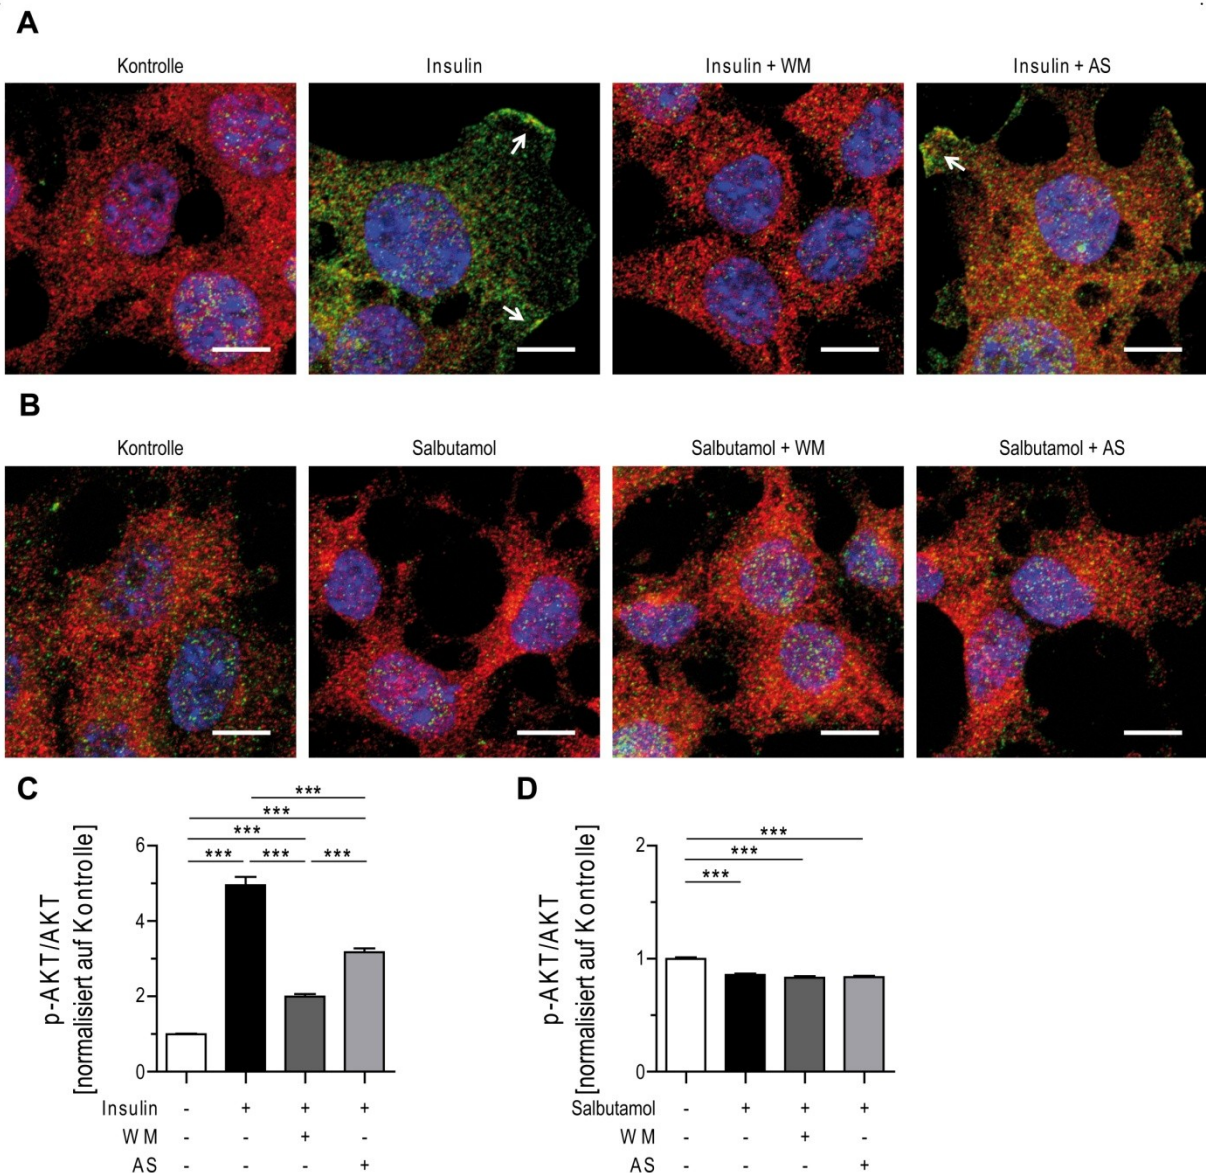 A
Kontrolle Insulin Insulin + WM Insulin + AS
B
Kontrolle Salbutamol Salbutamol + WM Salbutamol + AS
C
***
***
***
*** *** ***
p-AKT/AKT
[normalisiert auf Kontrolle]
6
4
2
0
Insulin - + + +
WM - - + -
AS - - - +
D
***
***
***
p-AKT/AKT
[normalisiert auf Kontrolle]
2
1
0
Salbutamol - + + +
WM - - + -
AS - - - +